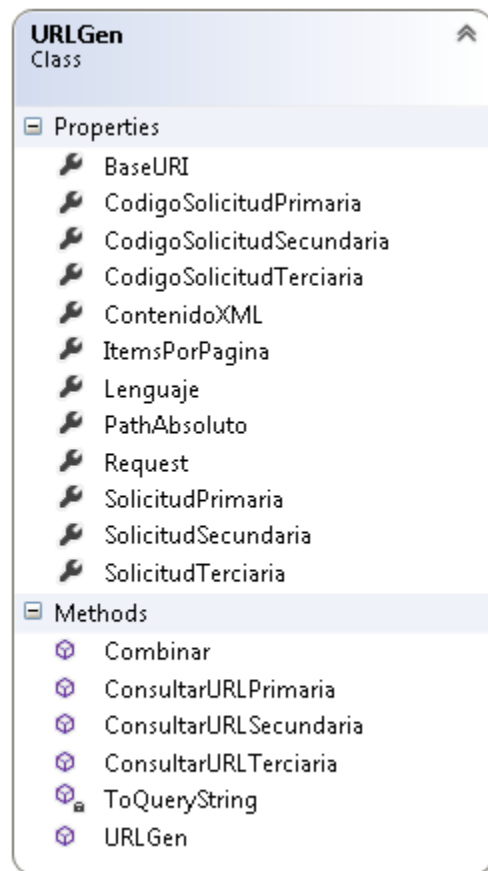 URLGen
Class
Properties
BaseURI
CodigoSolicitudPrimaria
CodigoSolicitudSecundaria
CodigoSolicitudTerciaria
ContenidoXML
ItemsPorPagina
Lenguaje
PathAbsoluto
Request
SolicitudPrimaria
SolicitudSecundaria
SolicitudTerciaria
Methods
Combinar
ConsultarURLPrimaria
ConsultarURLSecundaria
ConsultarURLTerciaria
ToQueryString
URLGen